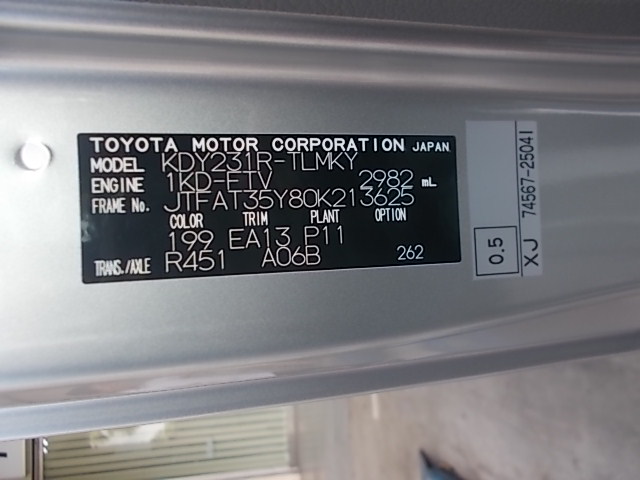 TOYOTA MOTOR CORPORATION JAPAN
MODEL KDY231R-TLMKY
ENGINE 1KD-FTV 2982 mL
FRAME No. JTFAT35Y80K213625
COLOR TRIM PLANT OPTION
199 EA13 P11
TRANS./AXLE R451 A06B 262
0.5
XJ 74567-25041